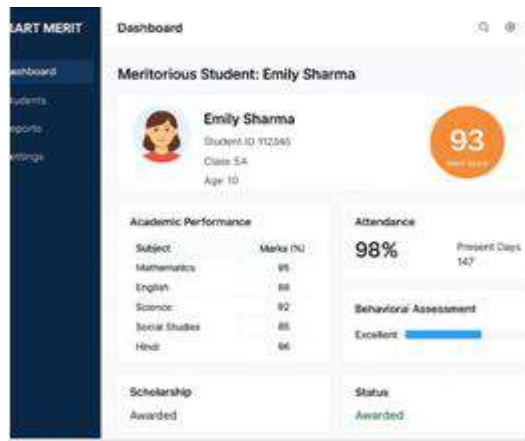 ART MERIT
Dashboard
ashboard
udents
eports
ettings
Meritorious Student: Emily Sharma
Emily Sharma
Student ID 112345
Class 5A
Age 10
93
Merit Score
Academic Performance
Subject Marks (%)
Mathematics 95
English 88
Science 92
Social Studies 85
Hindi 96
Attendance
98%
Present Days
147
Behavioral Assessment
Excellent
Scholarship
Awarded
Status
Awarded